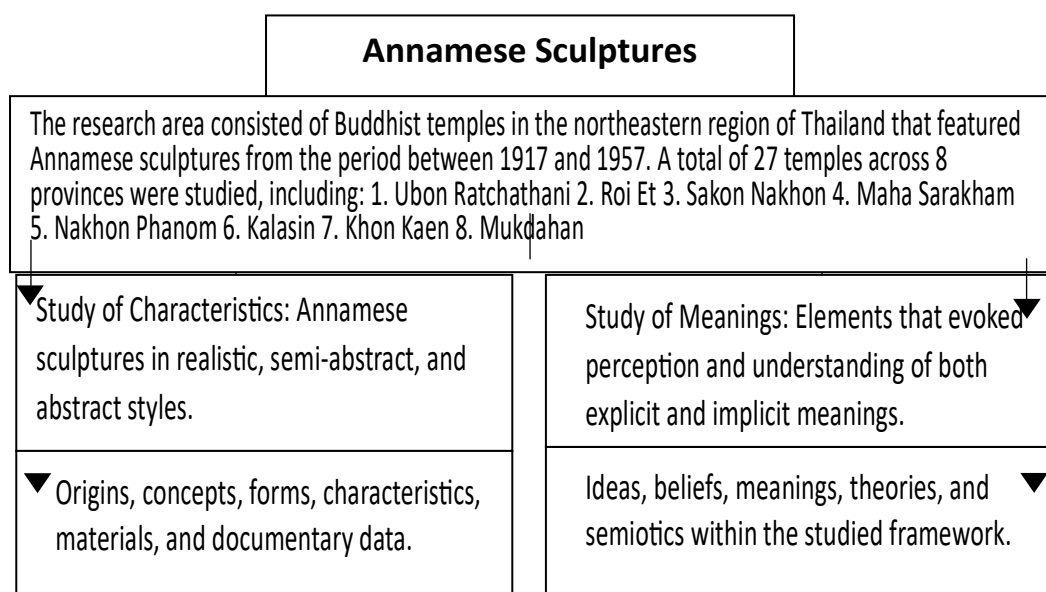 Annamese Sculptures
The research area consisted of Buddhist temples in the northeastern region of Thailand that featured
Annamese sculptures from the period between 1917 and 1957. A total of 27 temples across 8
provinces were studied, including: 1. Ubon Ratchathani 2. Roi Et 3. Sakon Nakhon 4. Maha Sarakham
5. Nakhon Phanom 6. Kalasin 7. Khon Kaen 8. Mukdahan
Study of Characteristics: Annamese
sculptures in realistic, semi-abstract, and
abstract styles.
Study of Meanings: Elements that evoked
perception and understanding of both
explicit and implicit meanings.
Origins, concepts, forms, characteristics,
materials, and documentary data.
Ideas, beliefs, meanings, theories, and
semiotics within the studied framework.